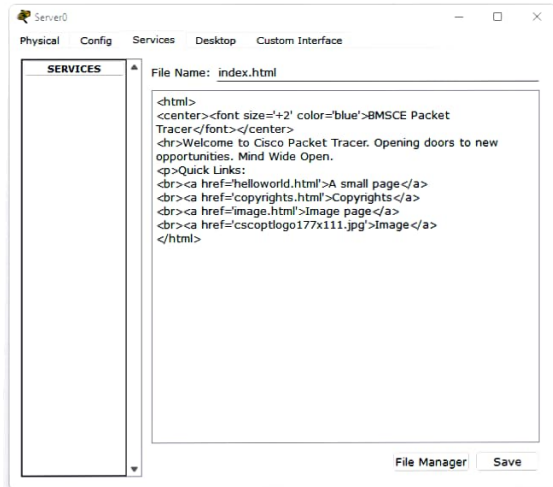 Server0
Physical Config Services Desktop Custom Interface
SERVICES
File Name: index.html
<html>
<center><font size='+2' color='blue'>BMSCE Packet
Tracer</font></center>
<hr>Welcome to Cisco Packet Tracer. Opening doors to new
opportunities. Mind Wide Open.
<p>Quick Links:
<br><a href='helloworld.html'>A small page</a>
<br><a href='copyrights.html'>Copyrights</a>
<br><a href='image.html'>Image page</a>
<br><a href='cscoptlogo177x111.jpg'>Image</a>
</html>
File Manager Save